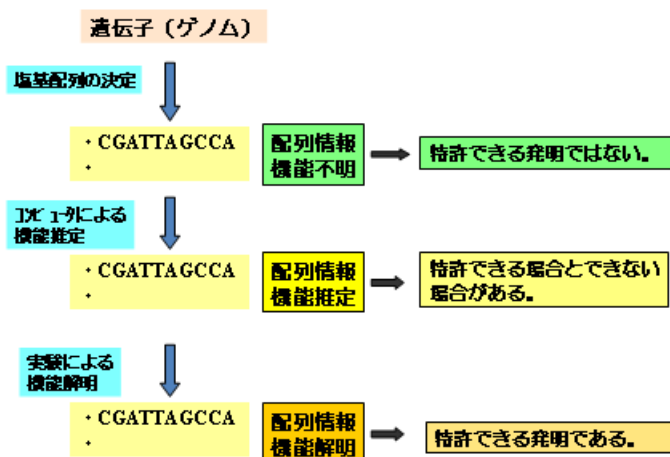 遺伝子（ゲノム）
塩基配列の決定
・CGATTAGCCA
・
配列情報
機能不明
特許できる発明ではない。
コンピュータによる
機能推定
・CGATTAGCCA
・
配列情報
機能推定
特許できる場合とできない
場合がある。
実験による
機能解明
・CGATTAGCCA
・
配列情報
機能解明
特許できる発明である。